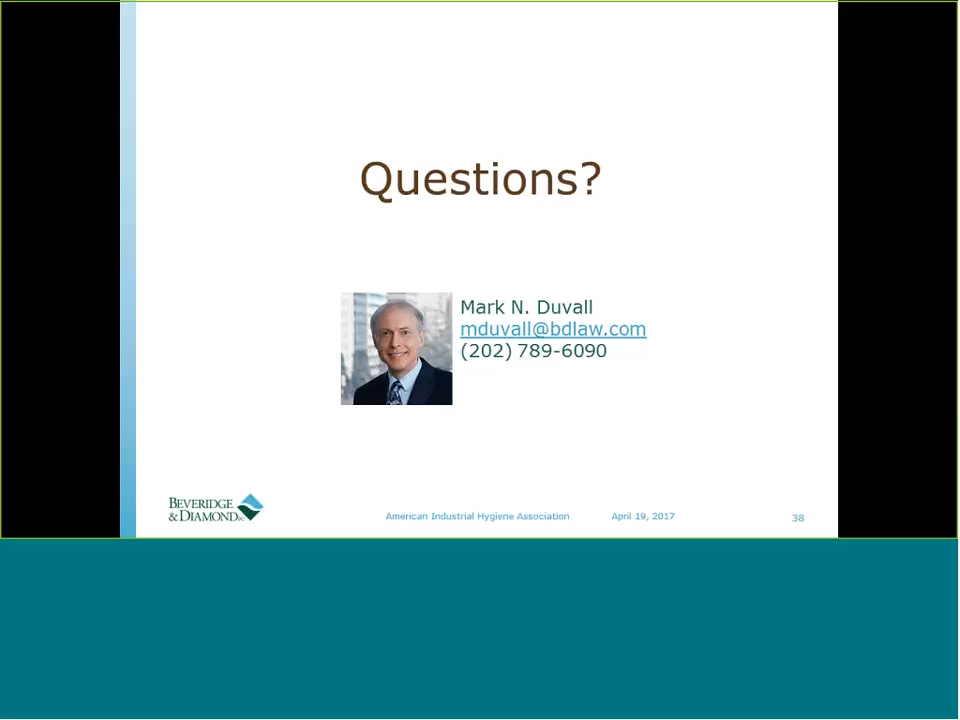 Questions?
Mark N. Duvall
mduvall@bdlaw.com
(202) 789-6090
BEVERIDGE
& DIAMOND PC
American Industrial Hygiene Association April 19, 2017 38